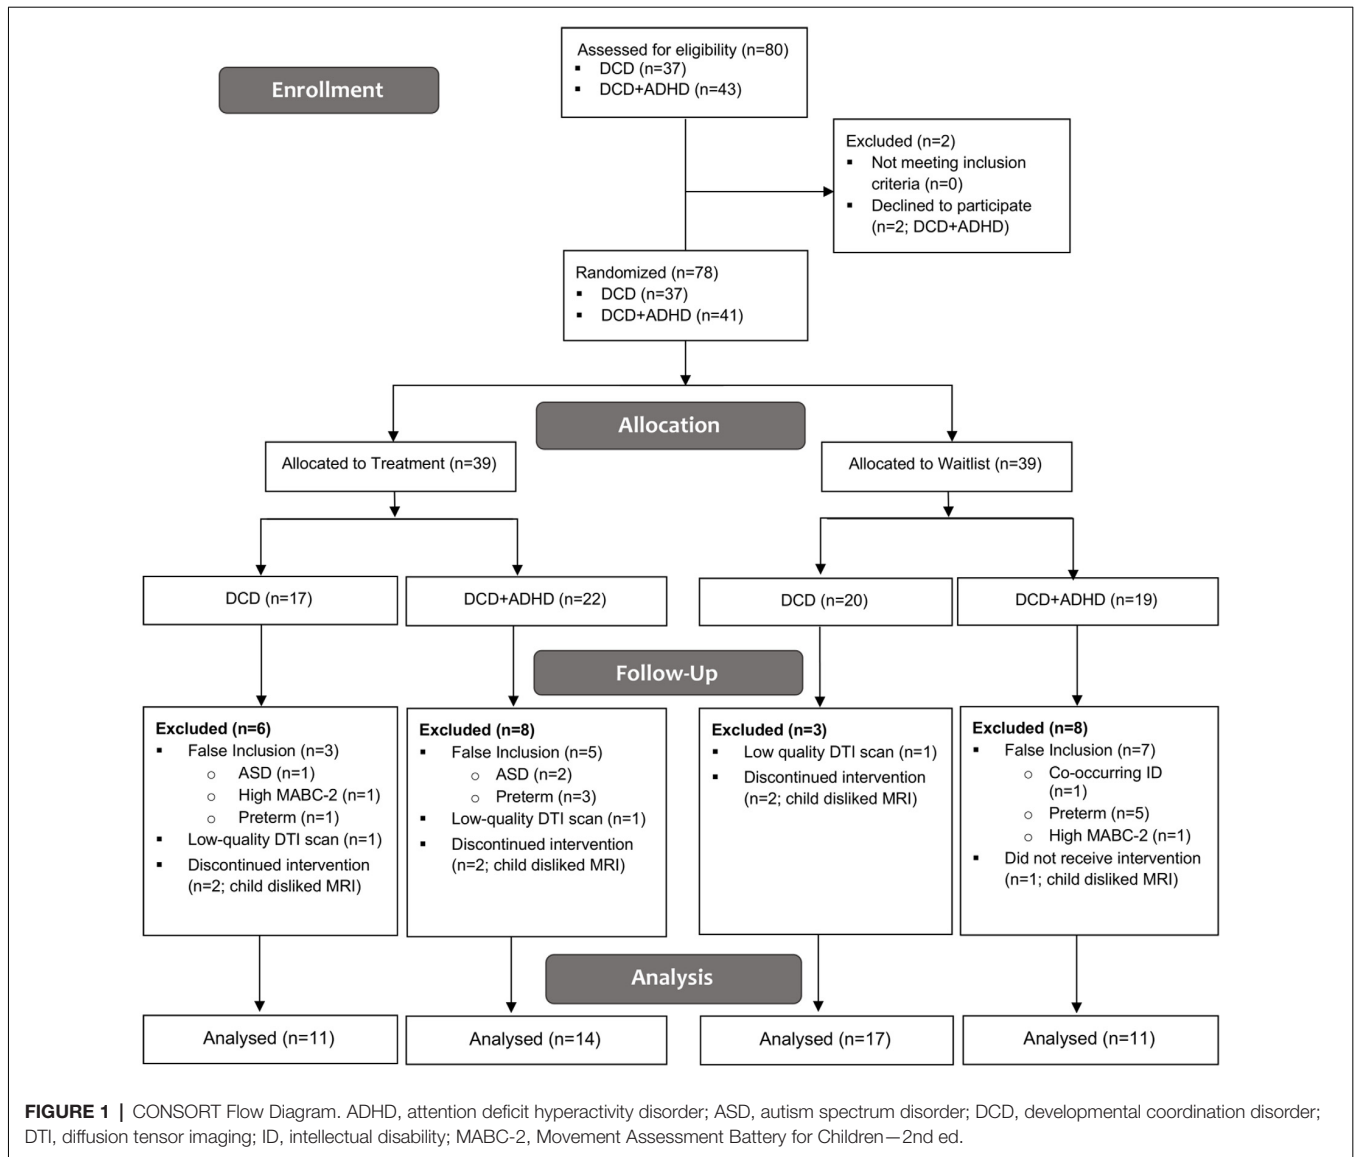 Assessed for eligibility (n=80)
▪ DCD (n=37)
▪ DCD+ADHD (n=43)
Enrollment
Excluded (n=2)
▪ Not meeting inclusion
criteria (n=0)
▪ Declined to participate
(n=2; DCD+ADHD)
Randomized (n=78)
▪ DCD (n=37)
▪ DCD+ADHD (n=41)
Allocation
Allocated to Treatment (n=39)
Allocated to Waitlist (n=39)
DCD (n=17)
DCD+ADHD (n=22)
DCD (n=20)
DCD+ADHD (n=19)
Follow-Up
Excluded (n=6)
▪ False Inclusion (n=3)
o ASD (n=1)
o High MABC-2 (n=1)
o Preterm (n=1)
▪ Low-quality DTI scan (n=1)
▪ Discontinued intervention
(n=2; child disliked MRI)
Excluded (n=8)
▪ False Inclusion (n=5)
o ASD (n=2)
o Preterm (n=3)
▪ Low-quality DTI scan (n=1)
▪ Discontinued intervention
(n=2; child disliked MRI)
Excluded (n=3)
▪ Low quality DTI scan (n=1)
▪ Discontinued intervention
(n=2; child disliked MRI)
Excluded (n=8)
▪ False Inclusion (n=7)
o Co-occurring ID
(n=1)
o Preterm (n=5)
o High MABC-2 (n=1)
▪ Did not receive intervention
(n=1; child disliked MRI)
Analysis
Analysed (n=11)
Analysed (n=14)
Analysed (n=17)
Analysed (n=11)
FIGURE 1 | CONSORT Flow Diagram. ADHD, attention deficit hyperactivity disorder; ASD, autism spectrum disorder; DCD, developmental coordination disorder;
DTI, diffusion tensor imaging; ID, intellectual disability; MABC-2, Movement Assessment Battery for Children—2nd ed.